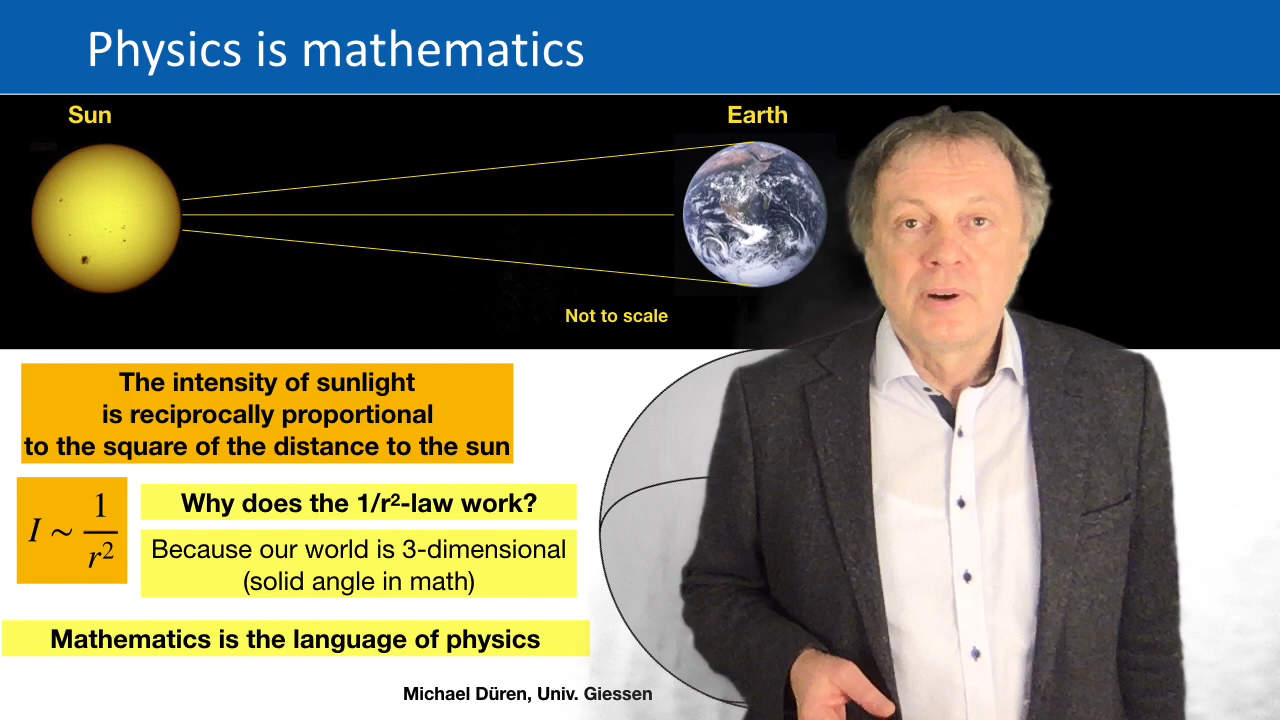 Physics is mathematics
Sun
Earth
Not to scale
The intensity of sunlight
is reciprocally proportional
to the square of the distance to the sun
I ~ 1/r²
Why does the 1/r²-law work?
Because our world is 3-dimensional
(solid angle in math)
Mathematics is the language of physics
Michael Düren, Univ. Giessen